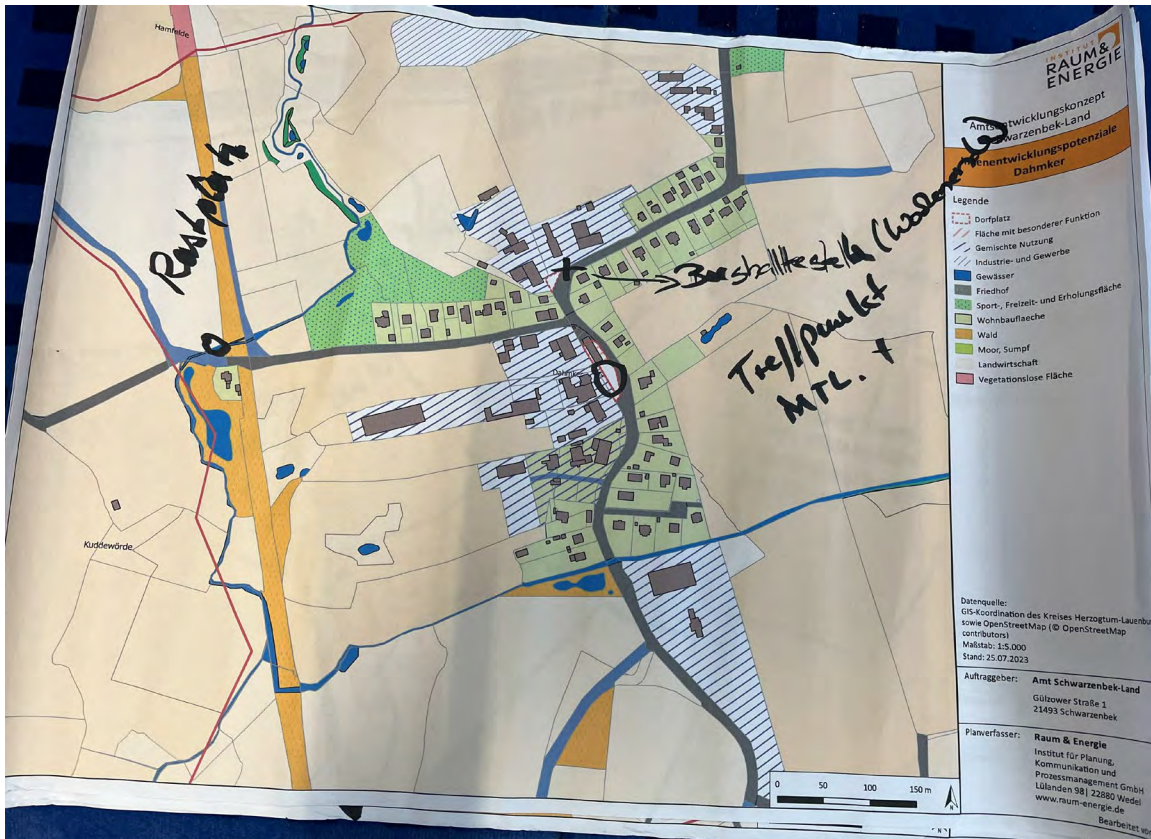 Hamfelde
INSTITUT
RAUM &
ENERGIE
Amtsentwicklungskonzept
Schwarzenbek-Land
nenentwicklungspotenziale
Dahmker
Legende
Dorfplatz
Fläche mit besonderer Funktion
Gemischte Nutzung
Industrie- und Gewerbe
Gewässer
Friedhof
Sport-, Freizeit- und Erholungsfläche
Wohnbauflaeche
Wald
Moor, Sumpf
Landwirtschaft
Vegetationslose Fläche
Rastplatz
Treffpunkt
MTL. +
Kuddewörde
Datenquelle:
GIS-Koordination des Kreises Herzogtum-Lauenbu
sowie OpenStreetMap (© OpenStreetMap
contributors)
Maßstab: 1:5.000
Stand: 25.07.2023
Auftraggeber: Amt Schwarzenbek-Land
Gülzower Straße 1
21493 Schwarzenbek
Planverfasser: Raum & Energie
Institut für Planung,
Kommunikation und
Prozessmanagement GmbH
Lülanden 98| 22880 Wedel
www.raum-energie.de
Bearbeitet vo
0 50 100 150 m
N